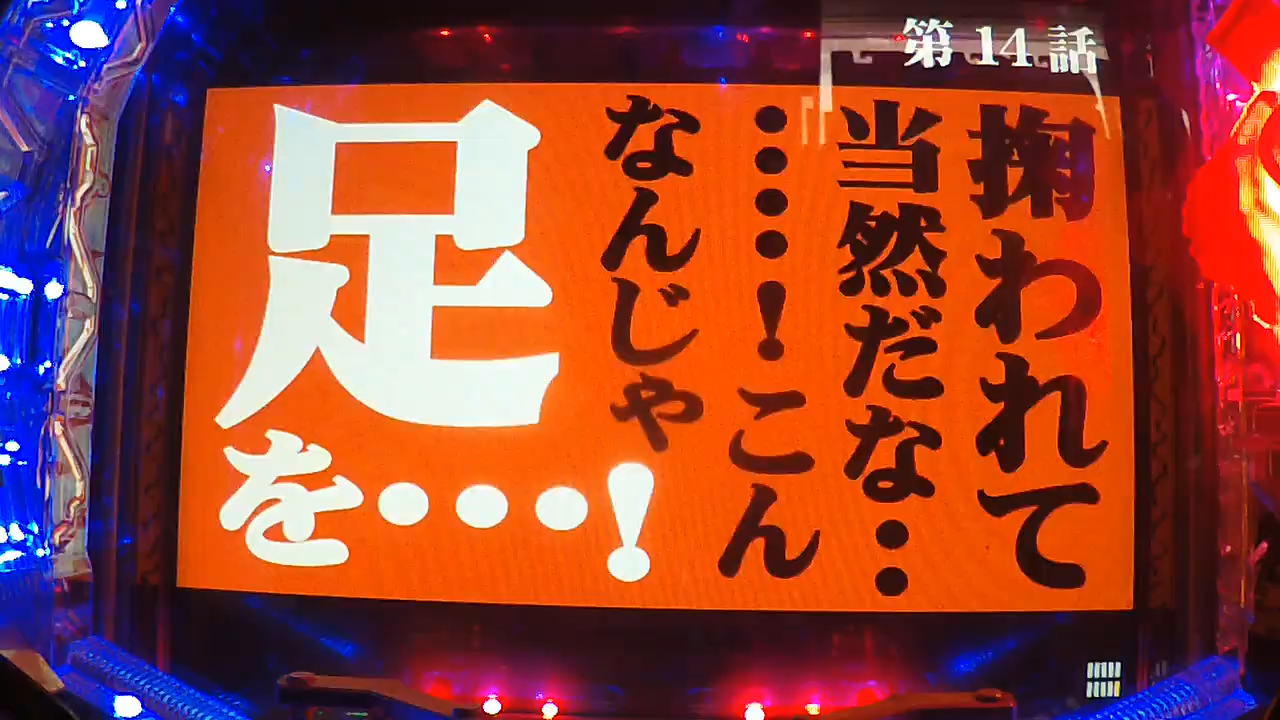 第14話
掬われて
当然だな‥
‥‥！こん
なんじゃ
足
を…！